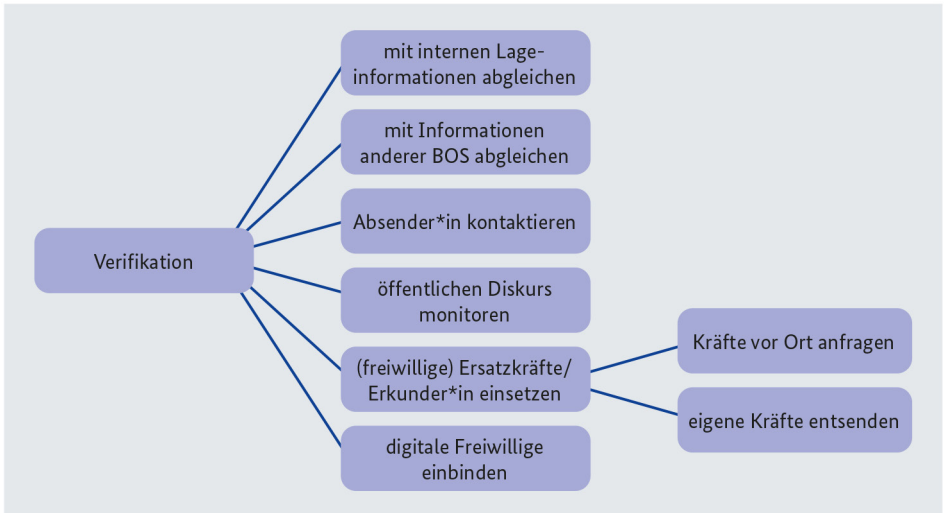 mit internen Lage-
informationen abgleichen
mit Informationen
anderer BOS abgleichen
Absender*in kontaktieren
Verifikation
öffentlichen Diskurs
monitoren
(freiwillige) Ersatzkräfte/
Erkunder*in einsetzen
Kräfte vor Ort anfragen
eigene Kräfte entsenden
digitale Freiwillige
einbinden